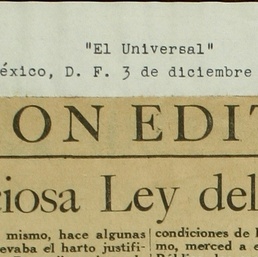 "El Universal"
éxico, D. F. 3 de diciembre
ON EDIT
ciosa Ley del
mismo, hace algunas
evaba el harto justifi-
condiciones de l
mo, merced a e